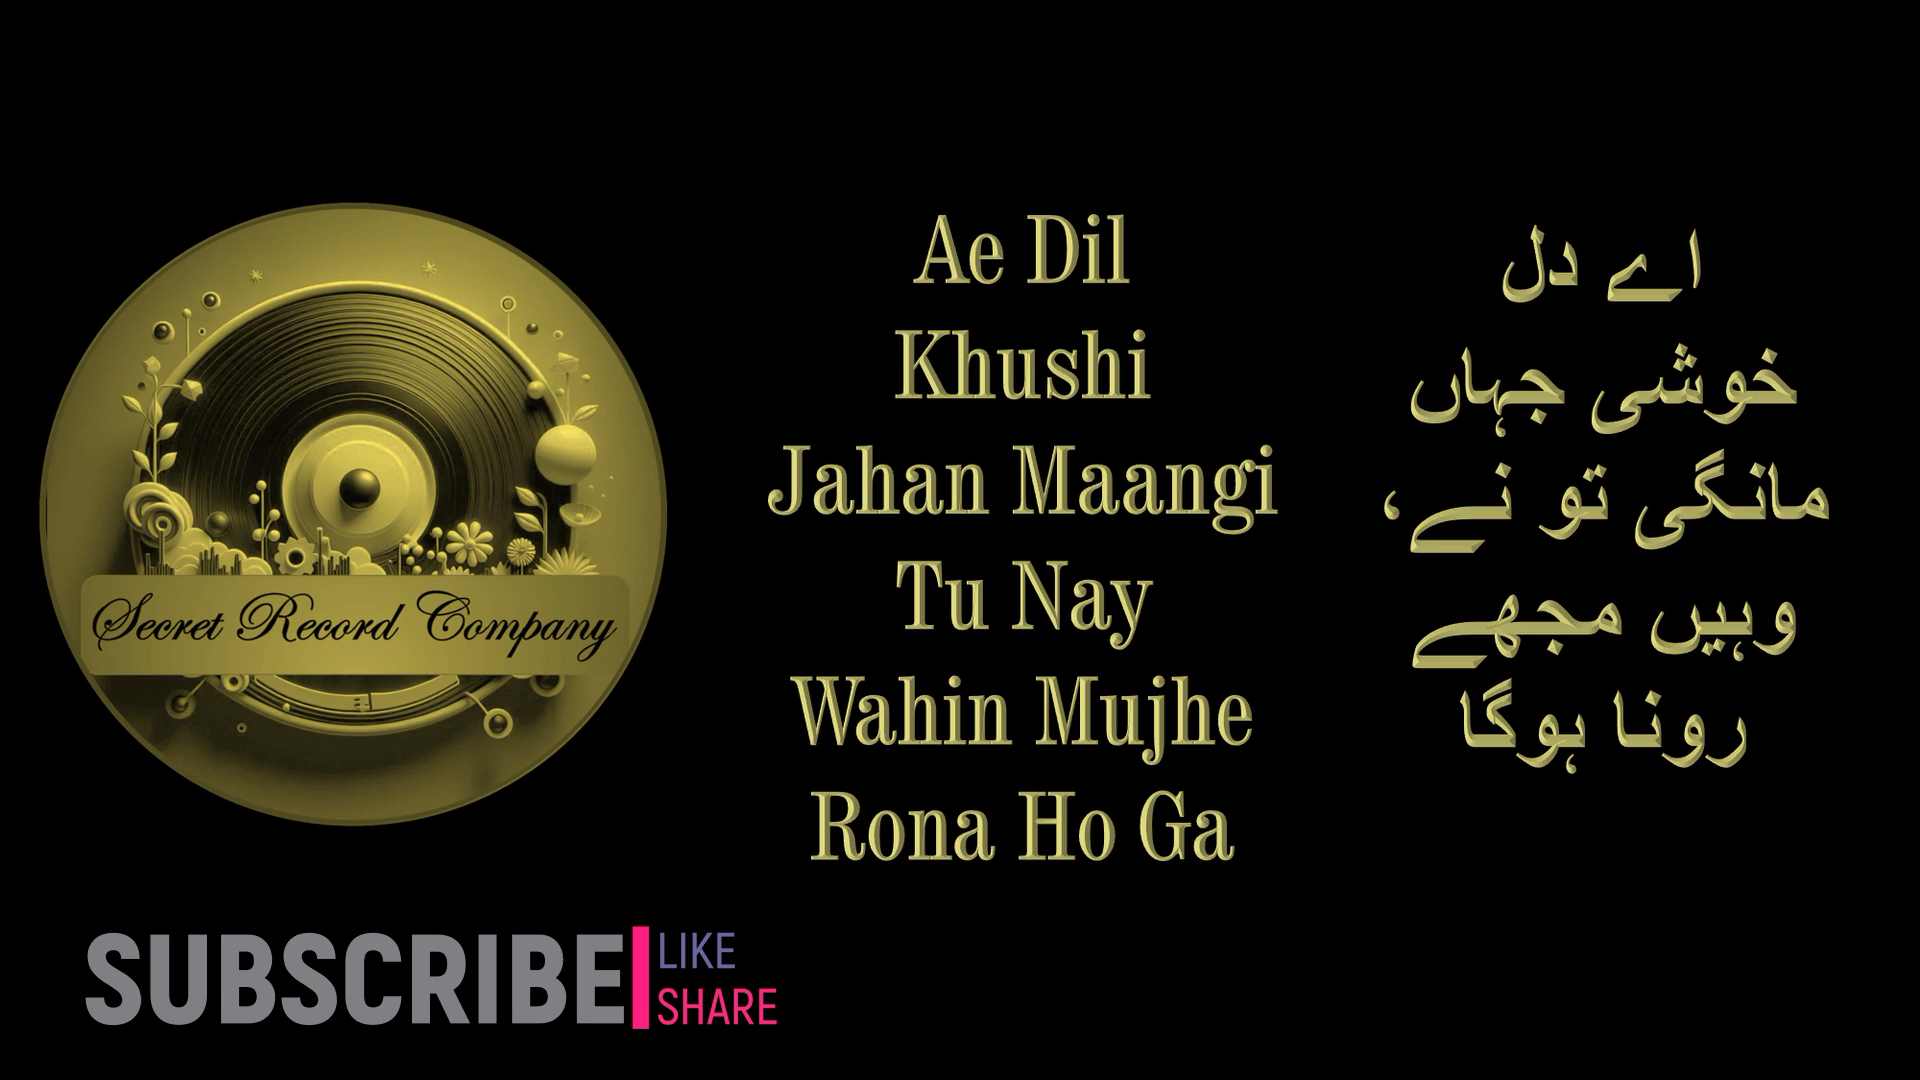 Secret Record Company
Ae Dil
Khushi
Jahan Maangi
Tu Nay
Wahin Mujhe
Rona Ho Ga
اے دل
خوشی جہاں
مانگی تو نے،
وہیں مجھے
رونا ہوگا
SUBSCRIBE
LIKE
SHARE